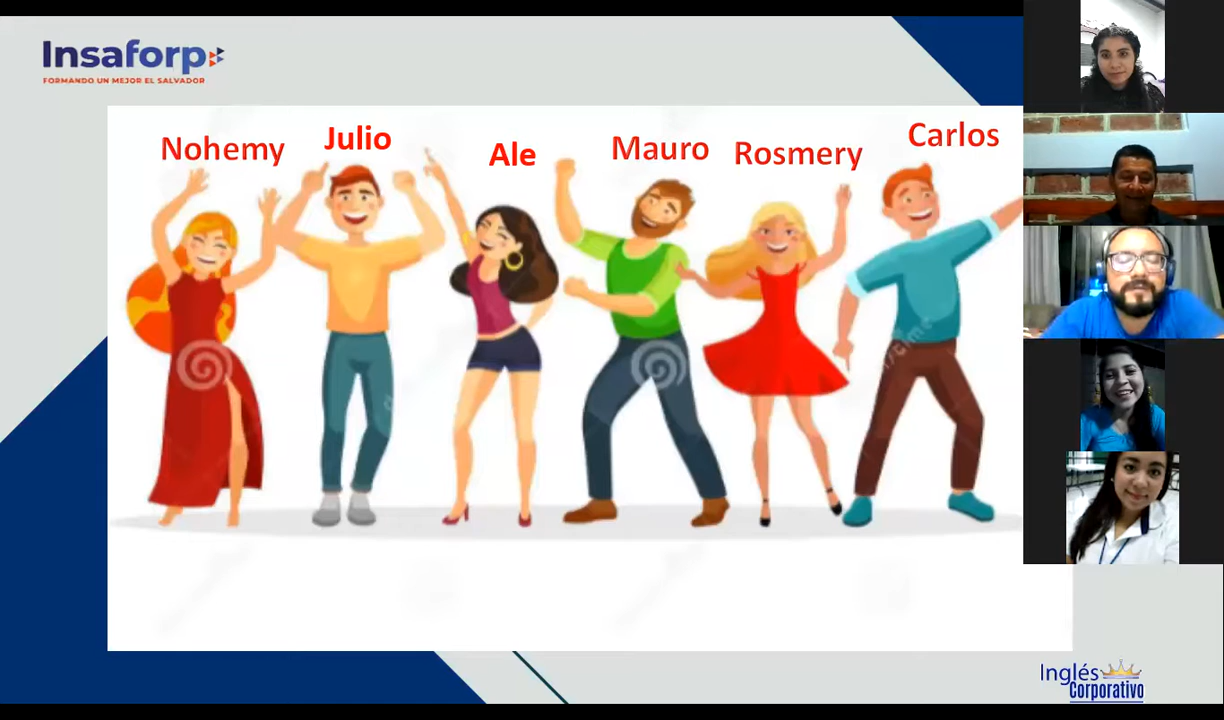 Insaforp
FORMANDO UN MEJOR EL SALVADOR
Nohemy
Julio
Ale
Mauro
Rosmery
Carlos
Inglés
Corporativo